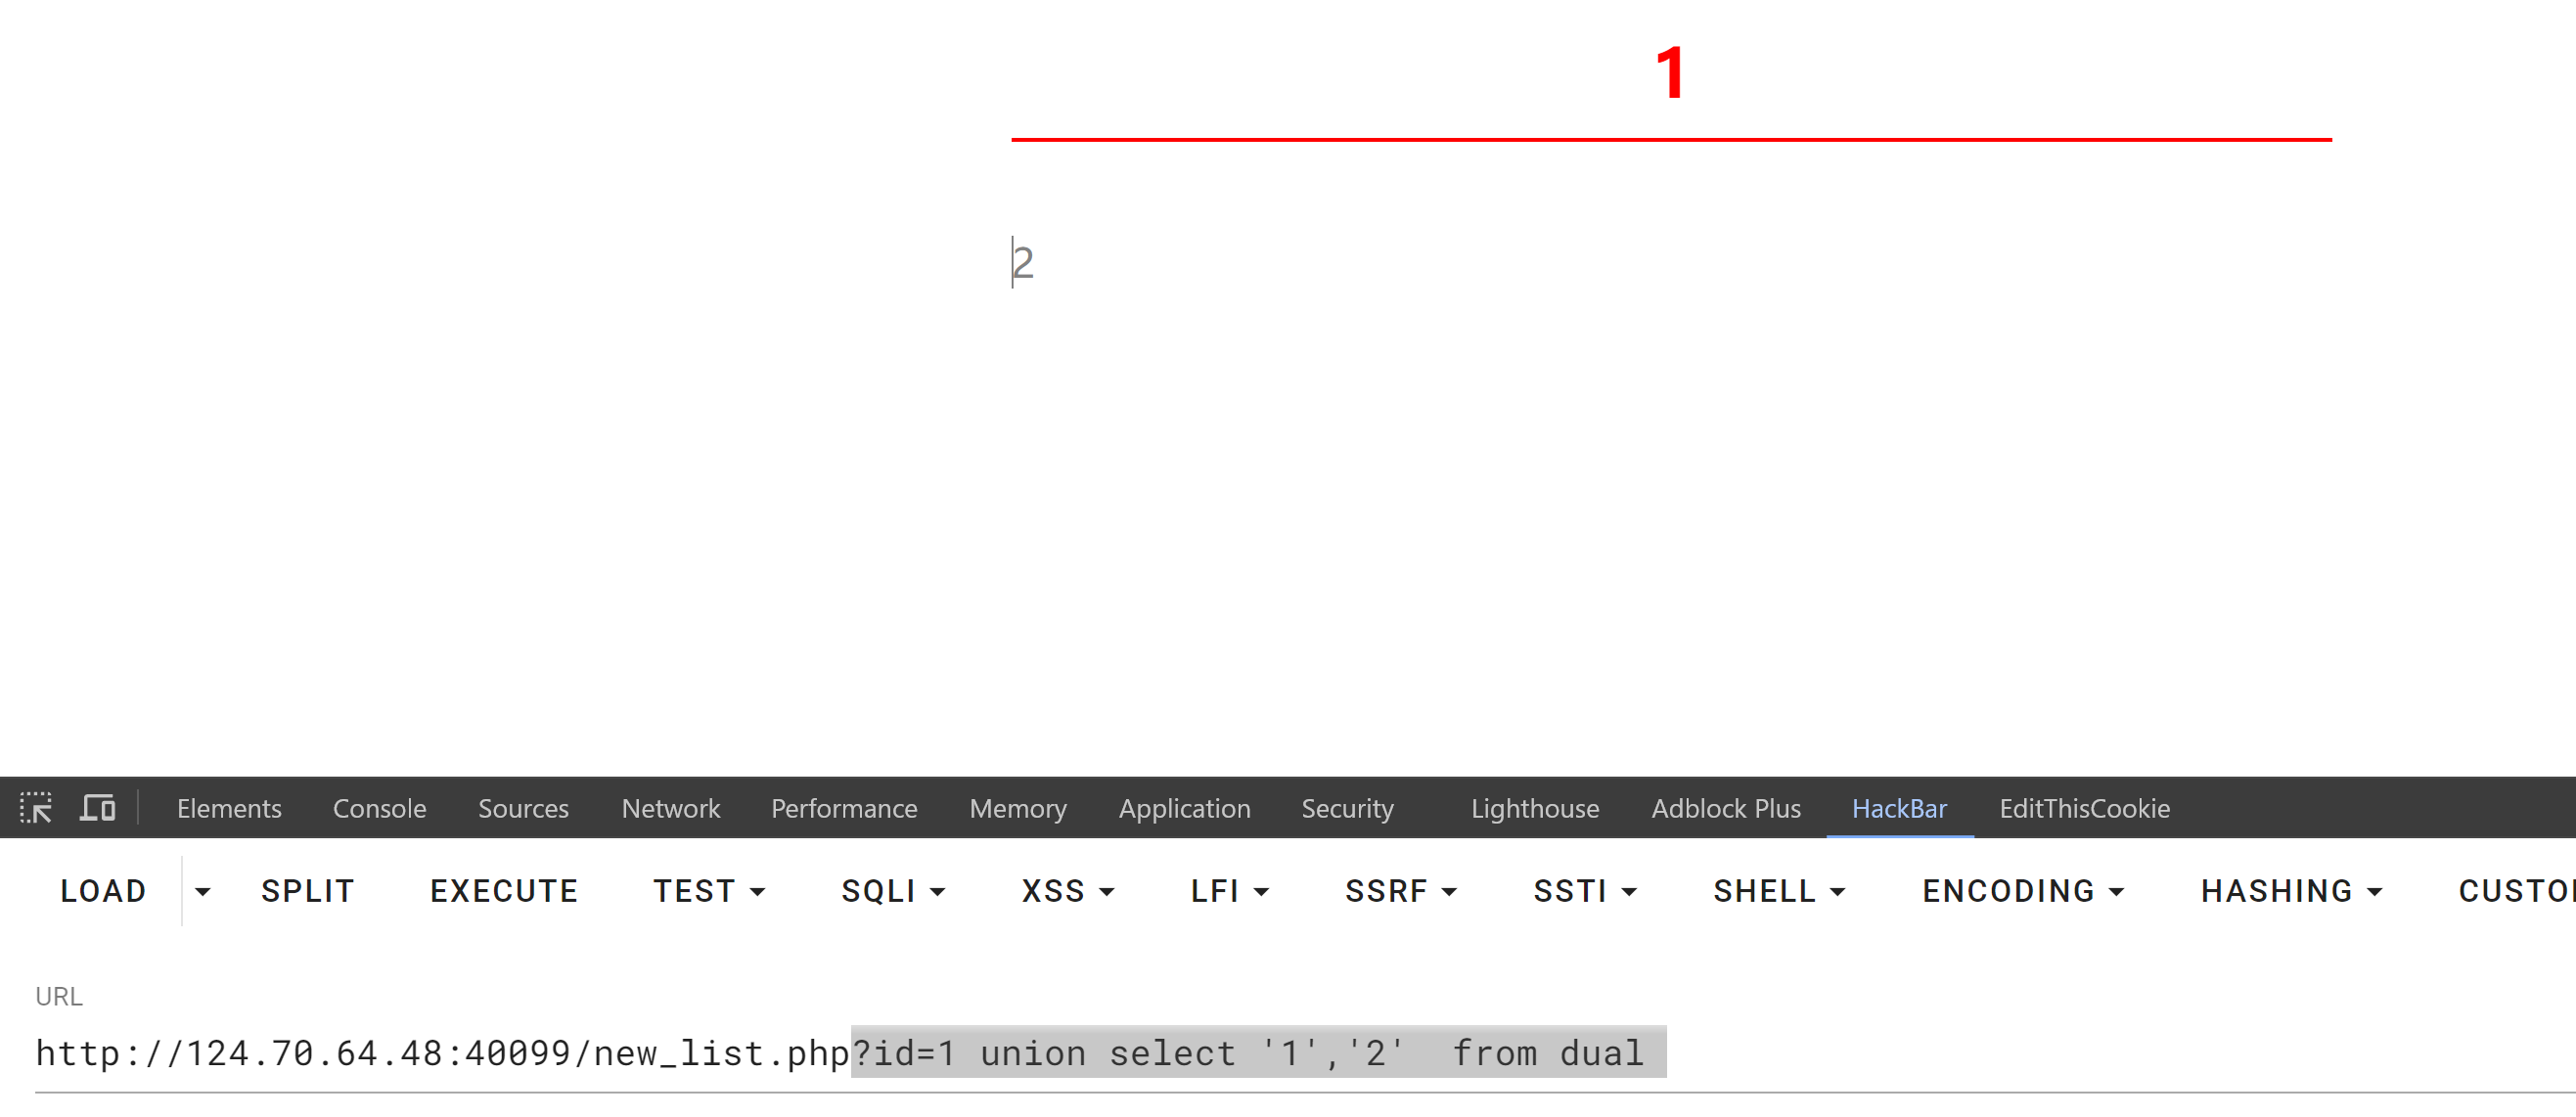 1
2
Elements Console Sources Network Performance Memory Application Security Lighthouse Adblock Plus HackBar EditThisCookie
LOAD SPLIT EXECUTE TEST SQLI XSS LFI SSRF SSTI SHELL ENCODING HASHING CUSTO
URL
http://124.70.64.48:40099/new_list.php?id=1 union select '1','2'  from dual